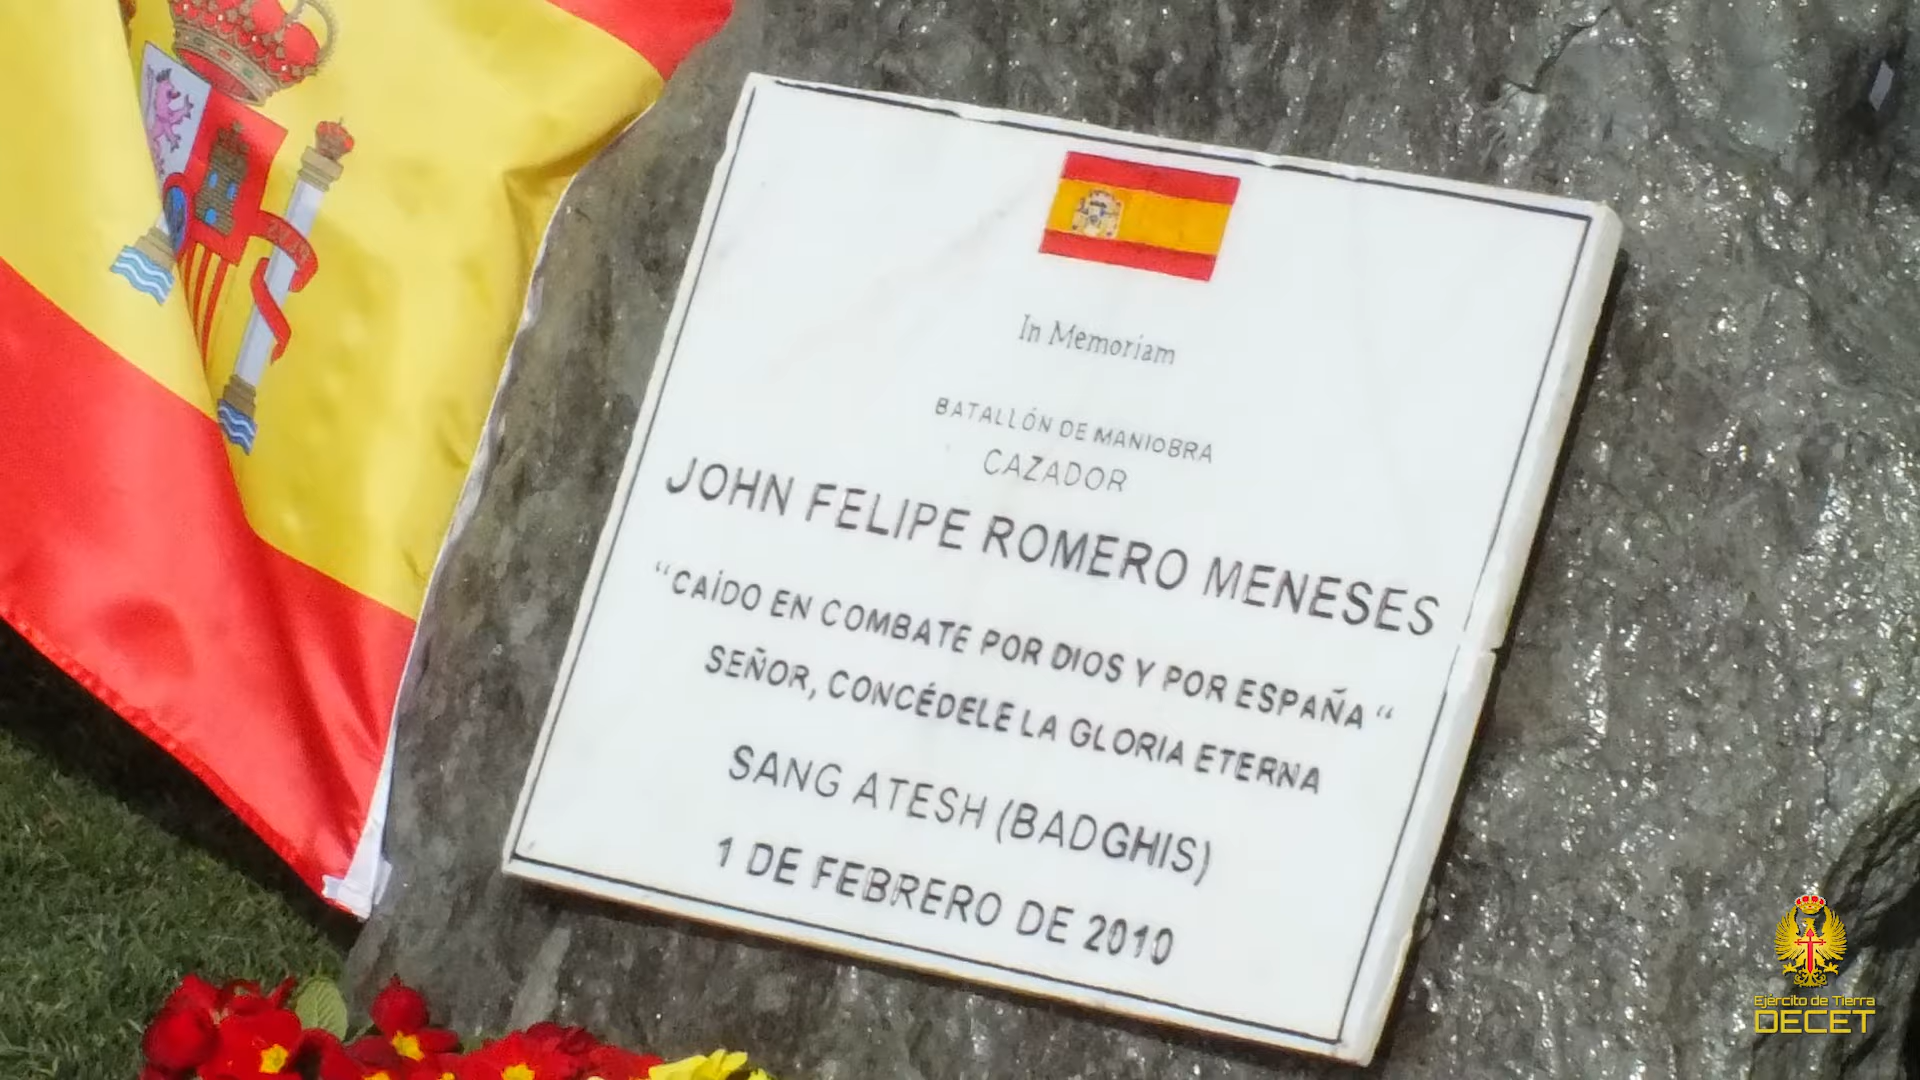 In Memoriam
BATALLÓN DE MANIOBRA
CAZADOR
JOHN FELIPE ROMERO MENESES
“CAÍDO EN COMBATE POR DIOS Y POR ESPAÑA“
SEÑOR, CONCÉDELE LA GLORIA ETERNA
SANG ATESH (BADGHIS)
1 DE FEBRERO DE 2010
Ejército de Tierra
DECET